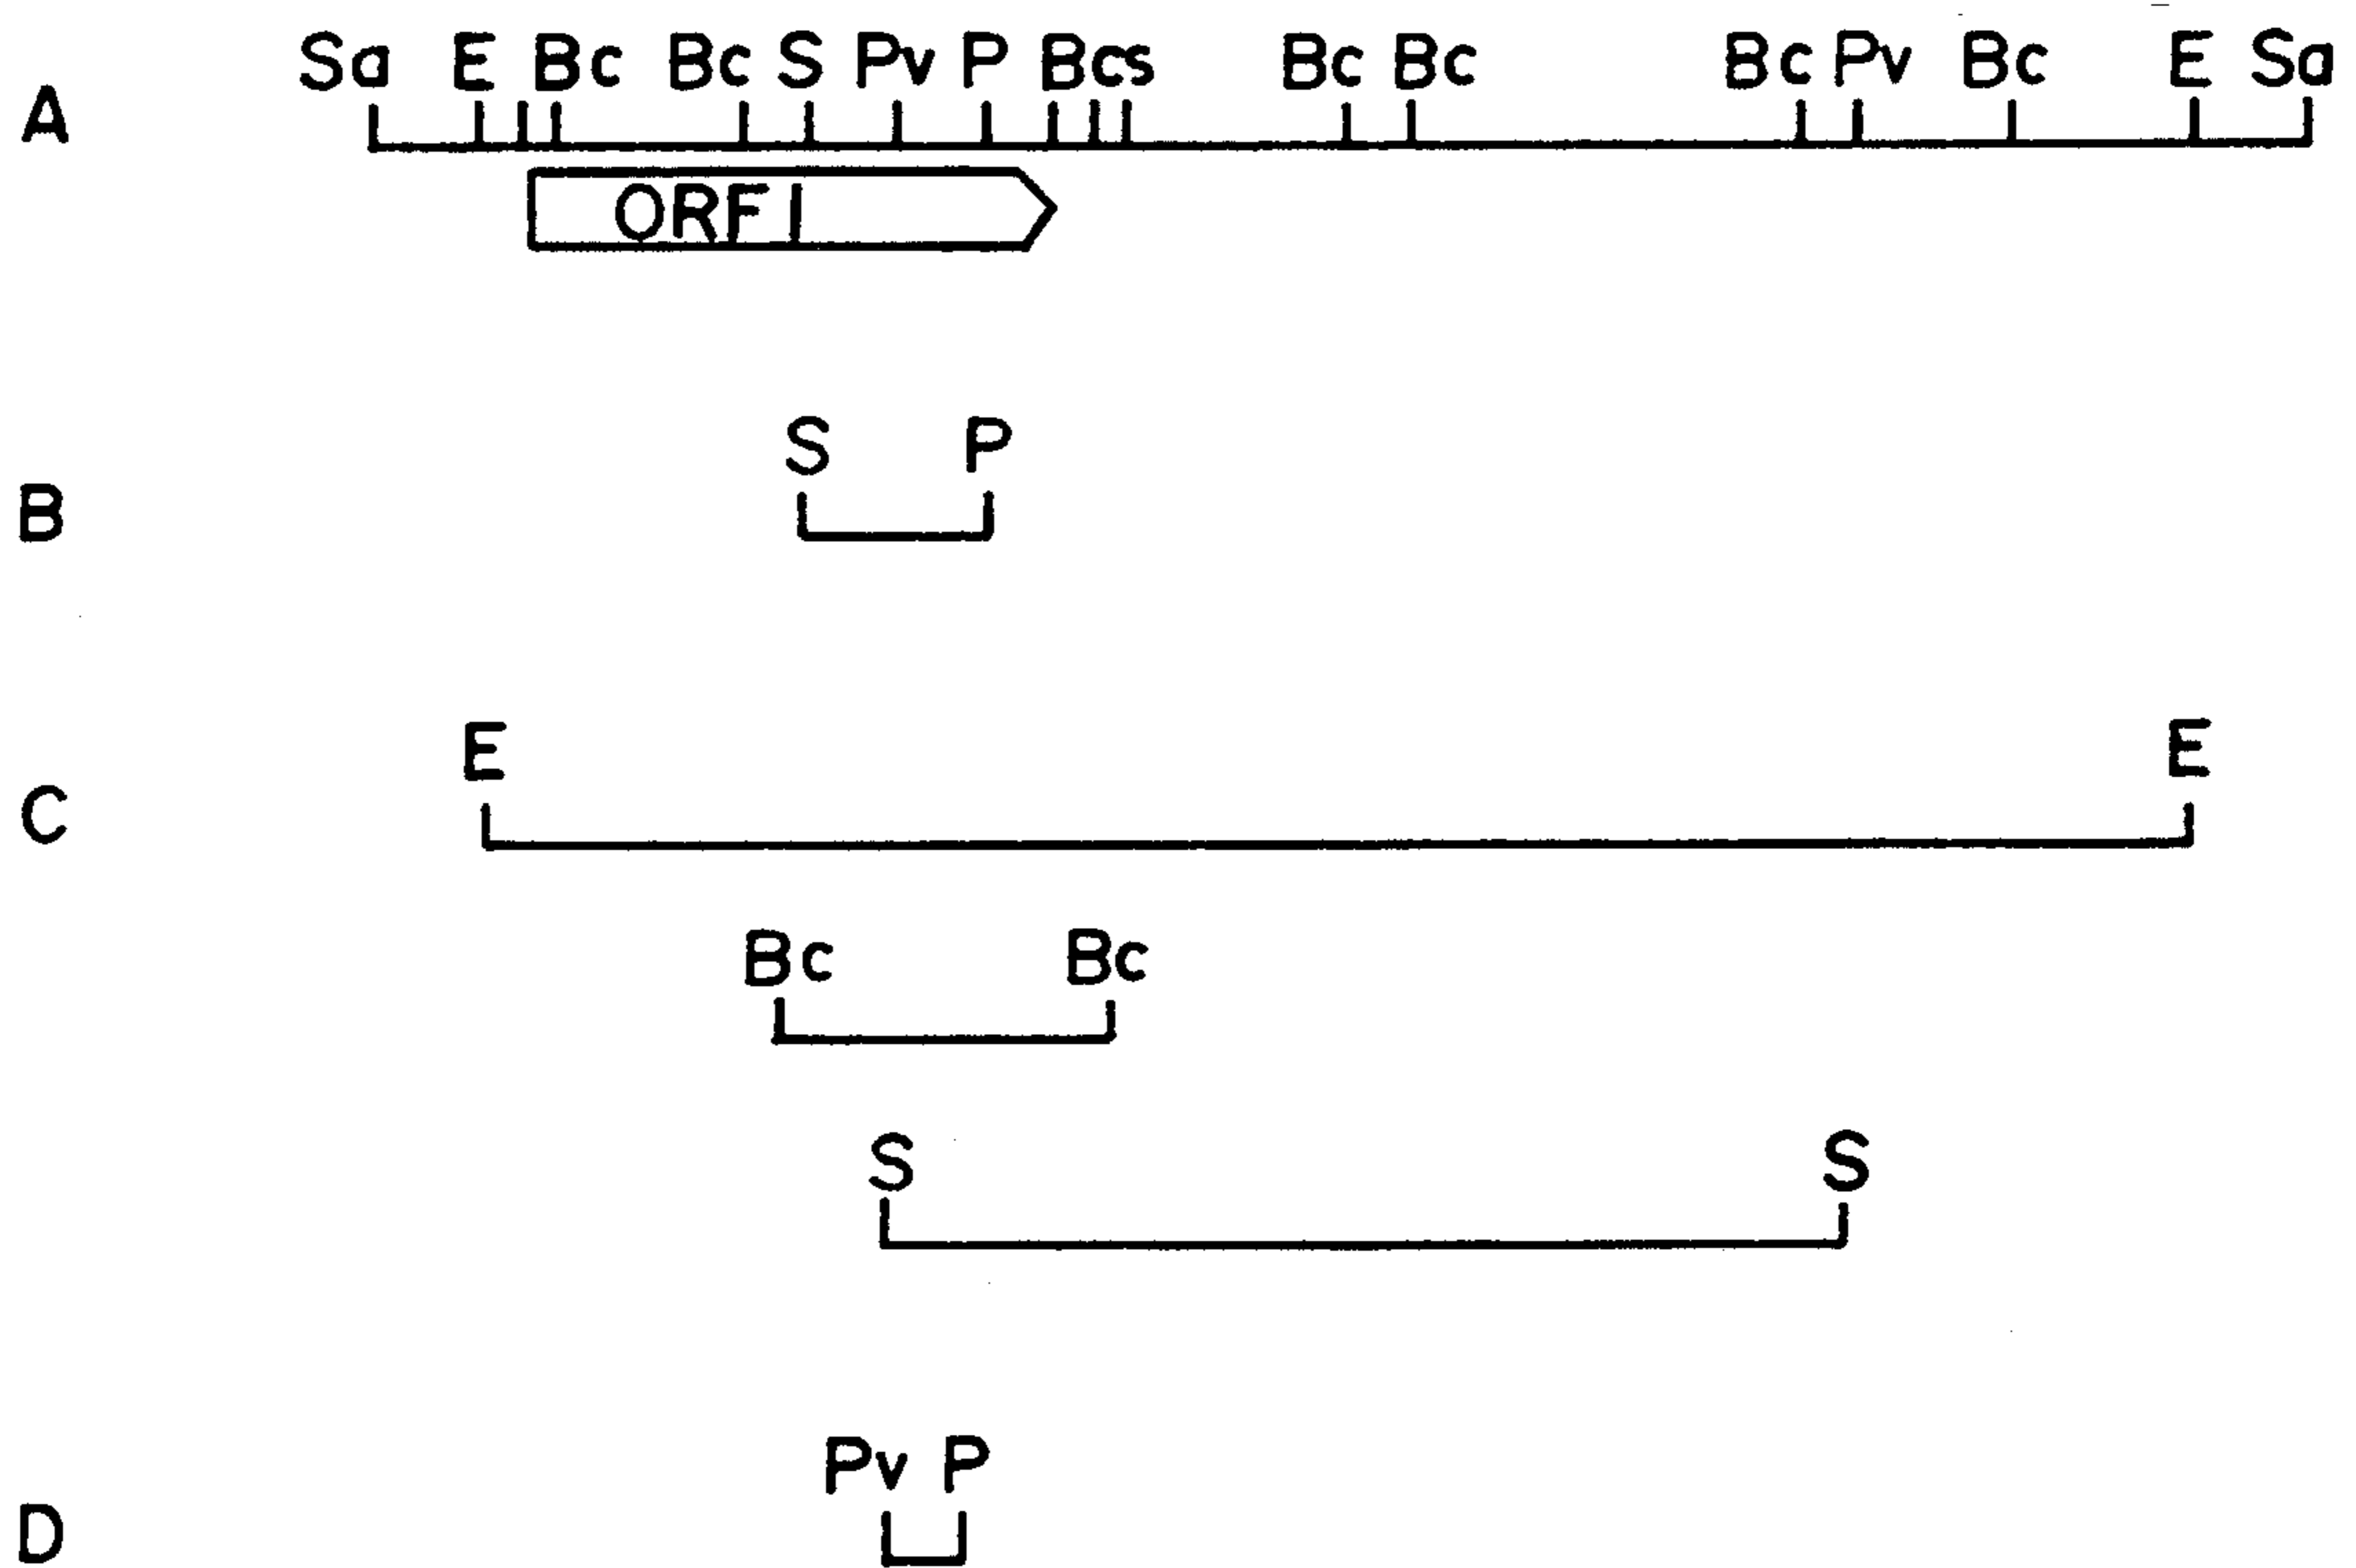 Sa E Bc Bc S Pv P Bcs Bc Bc Bc Pv Bc E Sa
A
ORF1
S P
B
E E
C
Bc Bc
S S
Pv P
D